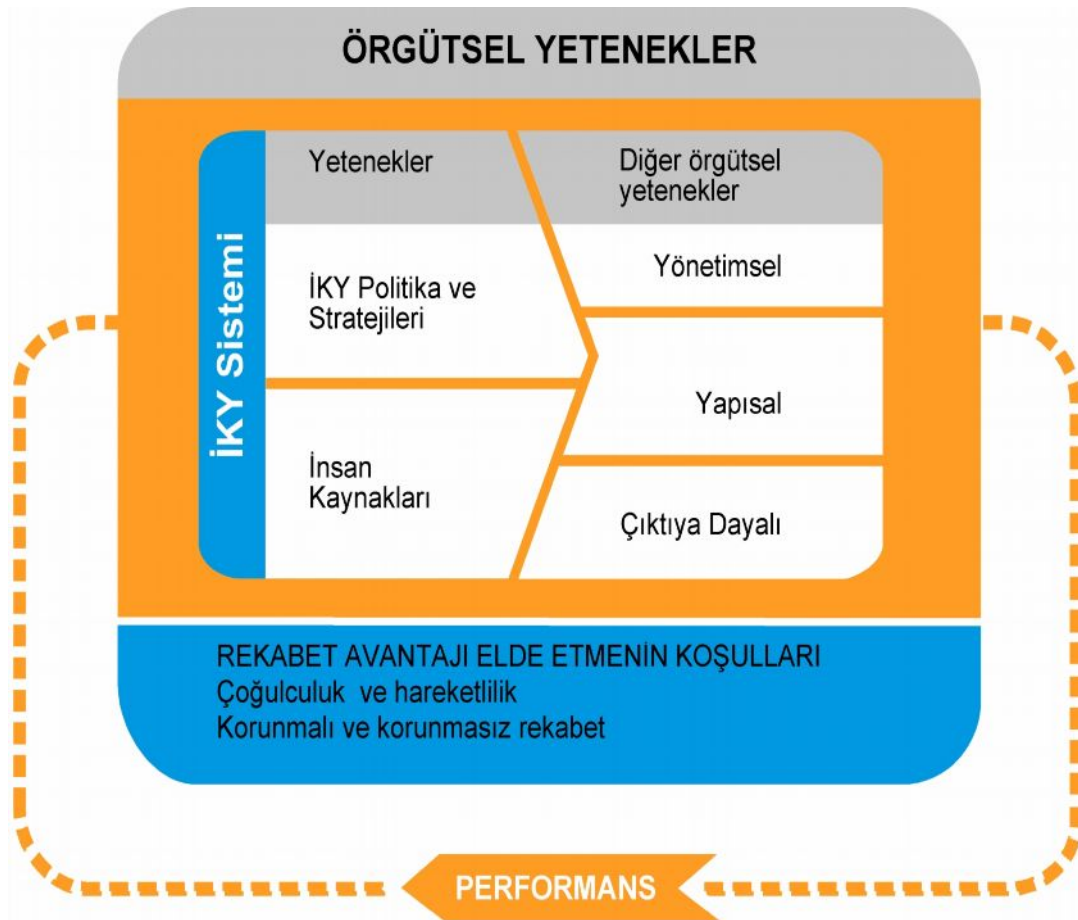 ÖRGÜTSEL YETENEKLER
İKY Sistemi
Yetenekler
İKY Politika ve
Stratejileri
İnsan
Kaynakları
Diğer örgütsel
yetenekler
Yönetimsel
Yapısal
Çıktıya Dayalı
REKABET AVANTAJI ELDE ETMENİN KOŞULLARI
Çoğulculuk ve hareketlilik
Korunmalı ve korunmasız rekabet
PERFORMANS